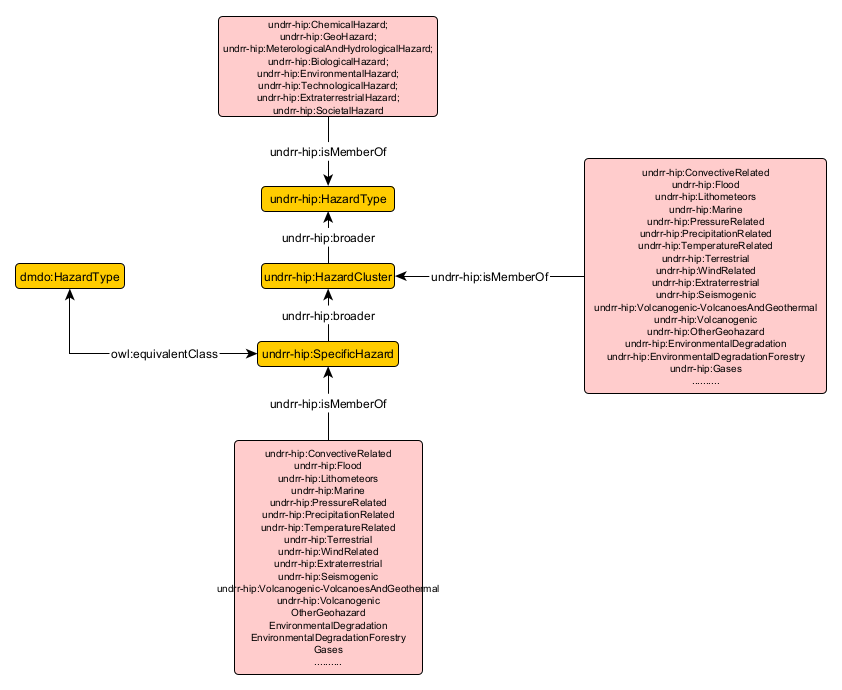 undrr-hip:ChemicalHazard;
undrr-hip:GeoHazard;
undrr-hip:MeterologicalAndHydrologicalHazard;
undrr-hip:BiologicalHazard;
undrr-hip:EnvironmentalHazard;
undrr-hip:TechnologicalHazard;
undrr-hip:ExtraterrestrialHazard;
undrr-hip:SocietalHazard
undrr-hip:isMemberOf
undrr-hip:HazardType
undrr-hip:broader
dmdo:HazardType
undrr-hip:HazardCluster
undrr-hip:isMemberOf
undrr-hip:ConvectiveRelated
undrr-hip:Flood
undrr-hip:Lithometeors
undrr-hip:Marine
undrr-hip:PressureRelated
undrr-hip:PrecipitationRelated
undrr-hip:TemperatureRelated
undrr-hip:Terrestrial
undrr-hip:WindRelated
undrr-hip:Extraterrestrial
undrr-hip:Seismogenic
undrr-hip:Volcanogenic-VolcanoesAndGeothermal
undrr-hip:Volcanogenic
undrr-hip:OtherGeohazard
undrr-hip:EnvironmentalDegradation
undrr-hip:EnvironmentalDegradationForestry
undrr-hip:Gases
..........
undrr-hip:broader
owl:equivalentClass
undrr-hip:SpecificHazard
undrr-hip:isMemberOf
undrr-hip:ConvectiveRelated
undrr-hip:Flood
undrr-hip:Lithometeors
undrr-hip:Marine
undrr-hip:PressureRelated
undrr-hip:PrecipitationRelated
undrr-hip:TemperatureRelated
undrr-hip:Terrestrial
undrr-hip:WindRelated
undrr-hip:Extraterrestrial
undrr-hip:Seismogenic
undrr-hip:Volcanogenic-VolcanoesAndGeothermal
undrr-hip:Volcanogenic
OtherGeohazard
EnvironmentalDegradation
EnvironmentalDegradationForestry
Gases
..........